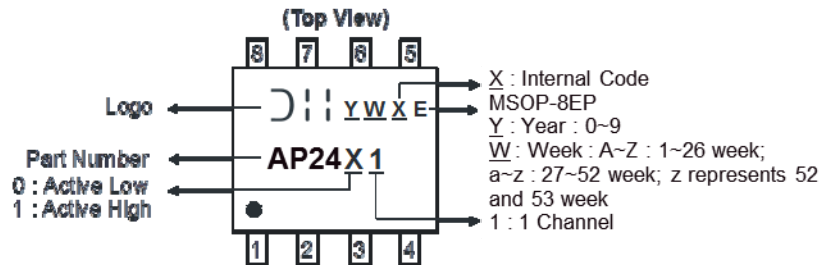 (Top View)
8 7 6 5
Logo
Y W X E
X : Internal Code
MSOP-8EP
Y : Year : 0~9
W : Week : A~Z : 1~26 week;
a~z : 27~52 week; z represents 52
and 53 week
Part Number
AP24X 1
0 : Active Low
1 : Active High
1 : 1 Channel
1 2 3 4